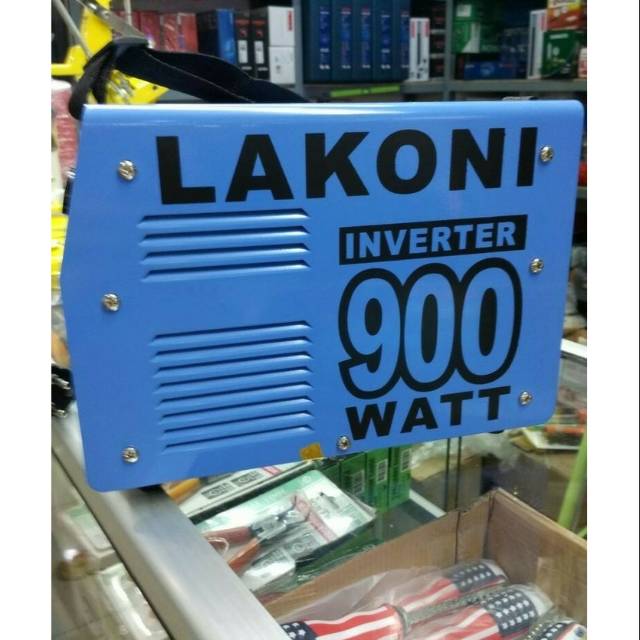 LAKONI
INVERTER
900
WATT